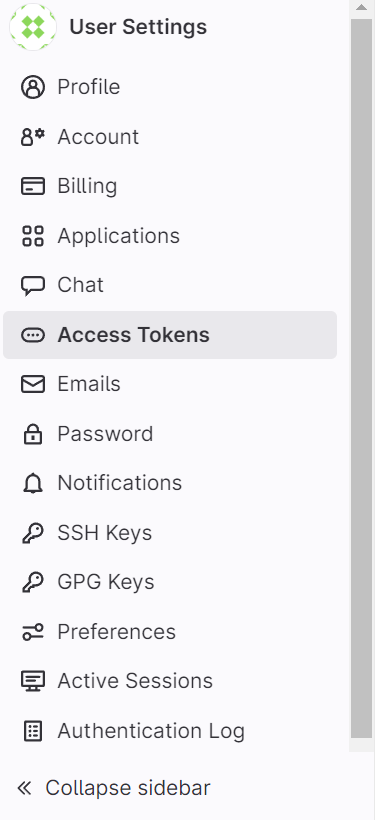 User Settings
Profile
Account
Billing
Applications
Chat
Access Tokens
Emails
Password
Notifications
SSH Keys
GPG Keys
Preferences
Active Sessions
Authentication Log
Collapse sidebar